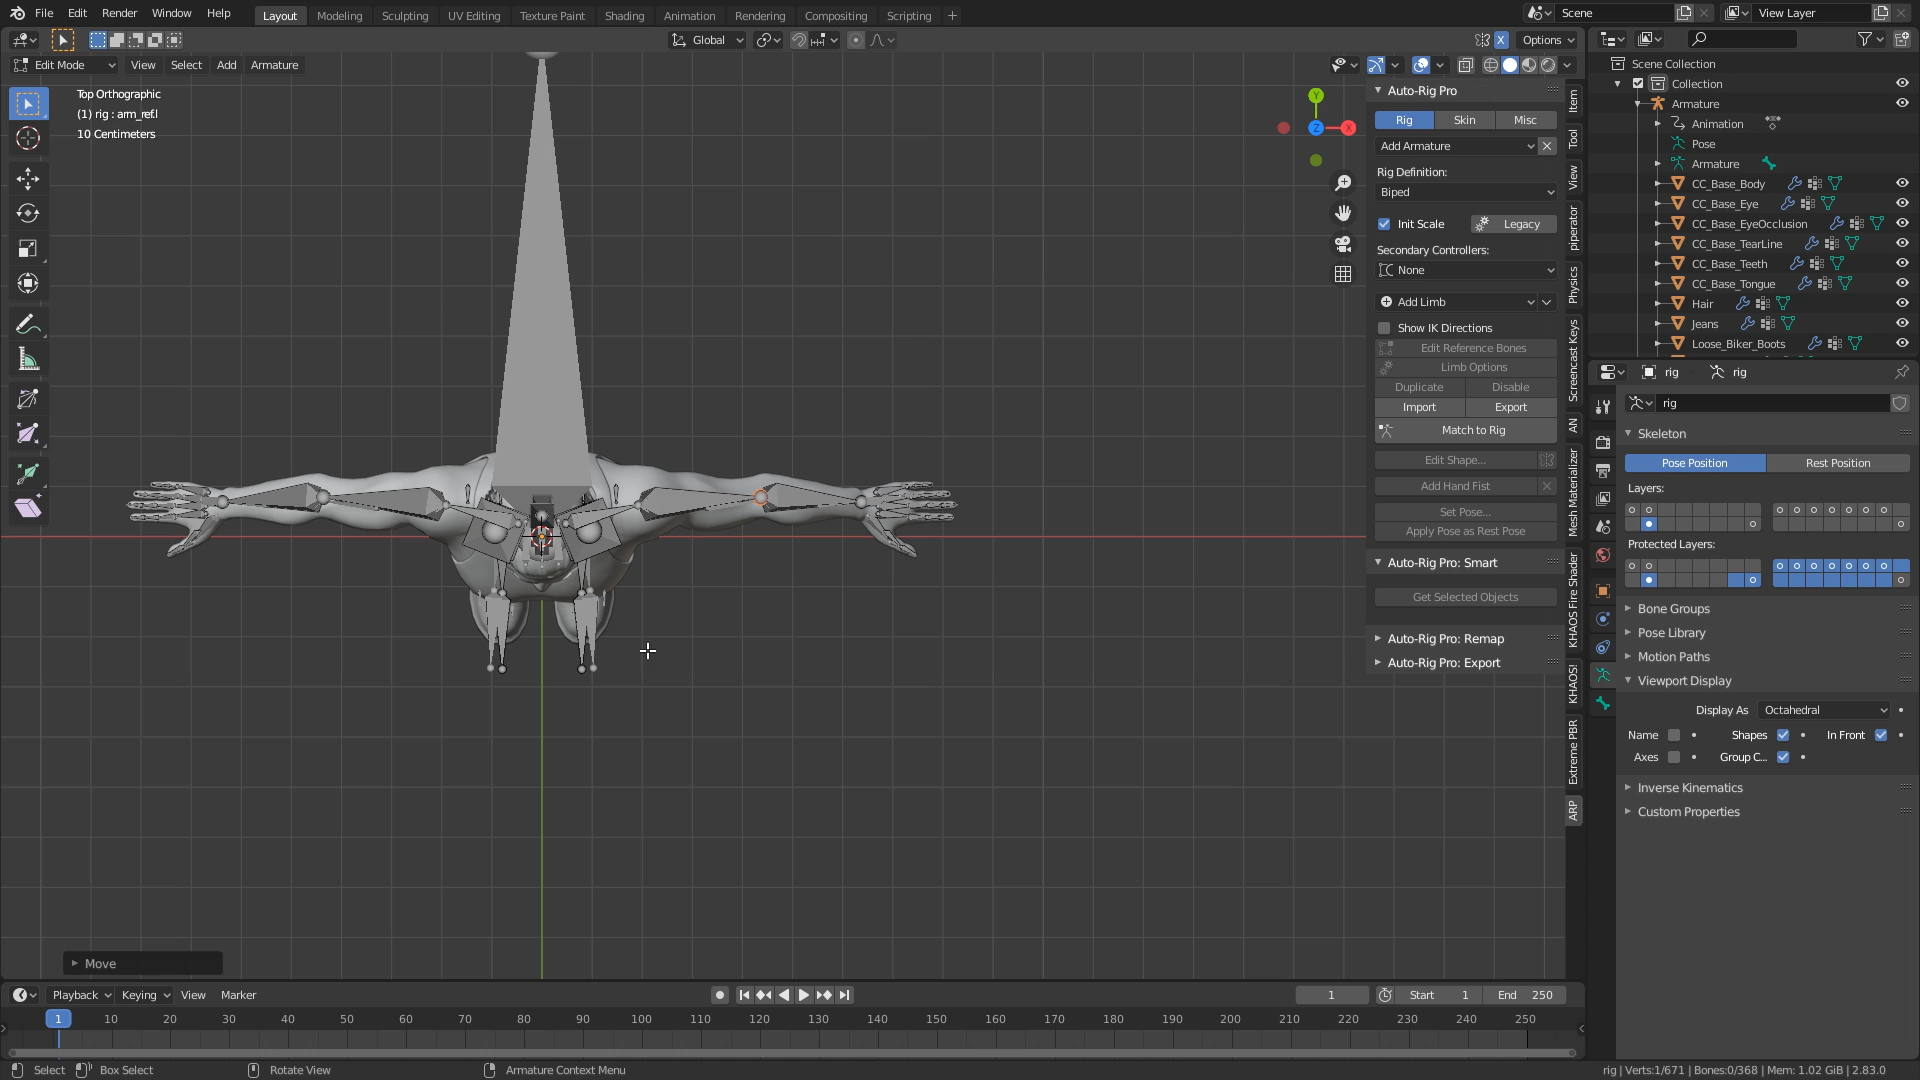 File Edit Render Window Help Layout Modeling Sculpting UV Editing Texture Paint Shading Animation Rendering Compositing Scripting + Scene View Layer
Global Options
Edit Mode View Select Add Armature
Top Orthographic
(1) rig : arm_ref.l
10 Centimeters
Y
Z
X
Auto-Rig Pro
Rig Skin Misc
Add Armature
Rig Definition:
Biped
Init Scale Legacy
Secondary Controllers:
None
Add Limb
Show IK Directions
Edit Reference Bones
Limb Options
Duplicate Disable
Import Export
Match to Rig
Edit Shape...
Add Hand Fist
Set Pose...
Apply Pose as Rest Pose
Auto-Rig Pro: Smart
Get Selected Objects
Auto-Rig Pro: Remap
Auto-Rig Pro: Export
Item
Tool
View
piperator
Physics
Screencast Keys
AN
Mesh Materializer
KHAOS Fire Shader
KHAOS!
Extreme PBR
ARP
Scene Collection
Collection
Armature
Animation
Pose
Armature
CC_Base_Body
CC_Base_Eye
CC_Base_EyeOcclusion
CC_Base_TearLine
CC_Base_Teeth
CC_Base_Tongue
Hair
Jeans
Loose_Biker_Boots
rig rig
rig
Skeleton
Pose Position Rest Position
Layers:
Protected Layers:
Bone Groups
Pose Library
Motion Paths
Viewport Display
Display As Octahedral
Name Shapes In Front
Axes Group C...
Inverse Kinematics
Custom Properties
Move
Playback Keying View Marker 1 Start 1 End 250
1 10 20 30 40 50 60 70 80 90 100 110 120 130 140 150 160 170 180 190 200 210 220 230 240 250
Select Box Select Rotate View Armature Context Menu rig | Verts:1/671 | Bones:0/368 | Mem: 1.02 GiB | 2.83.0